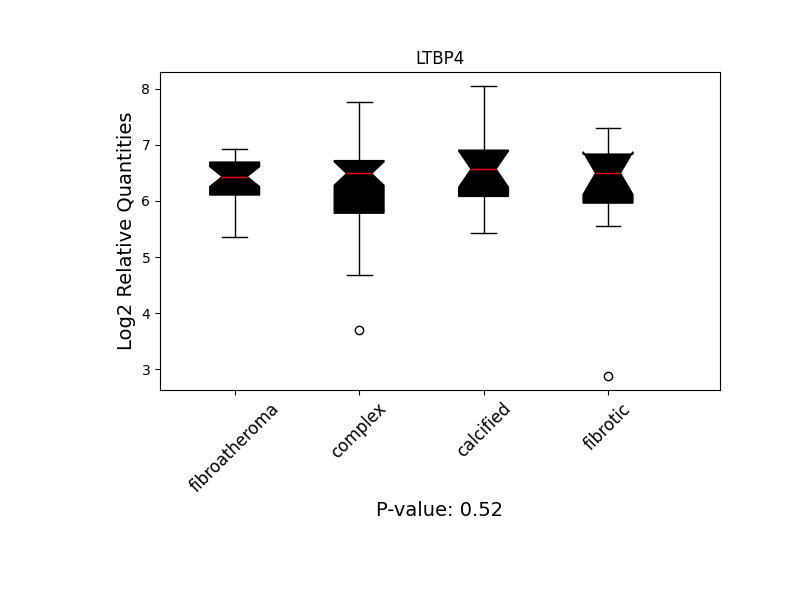 LTBP4
8
7
6
5
4
3
Log2 Relative Quantities
fibroatheroma
complex
calcified
fibrotic
P-value: 0.52